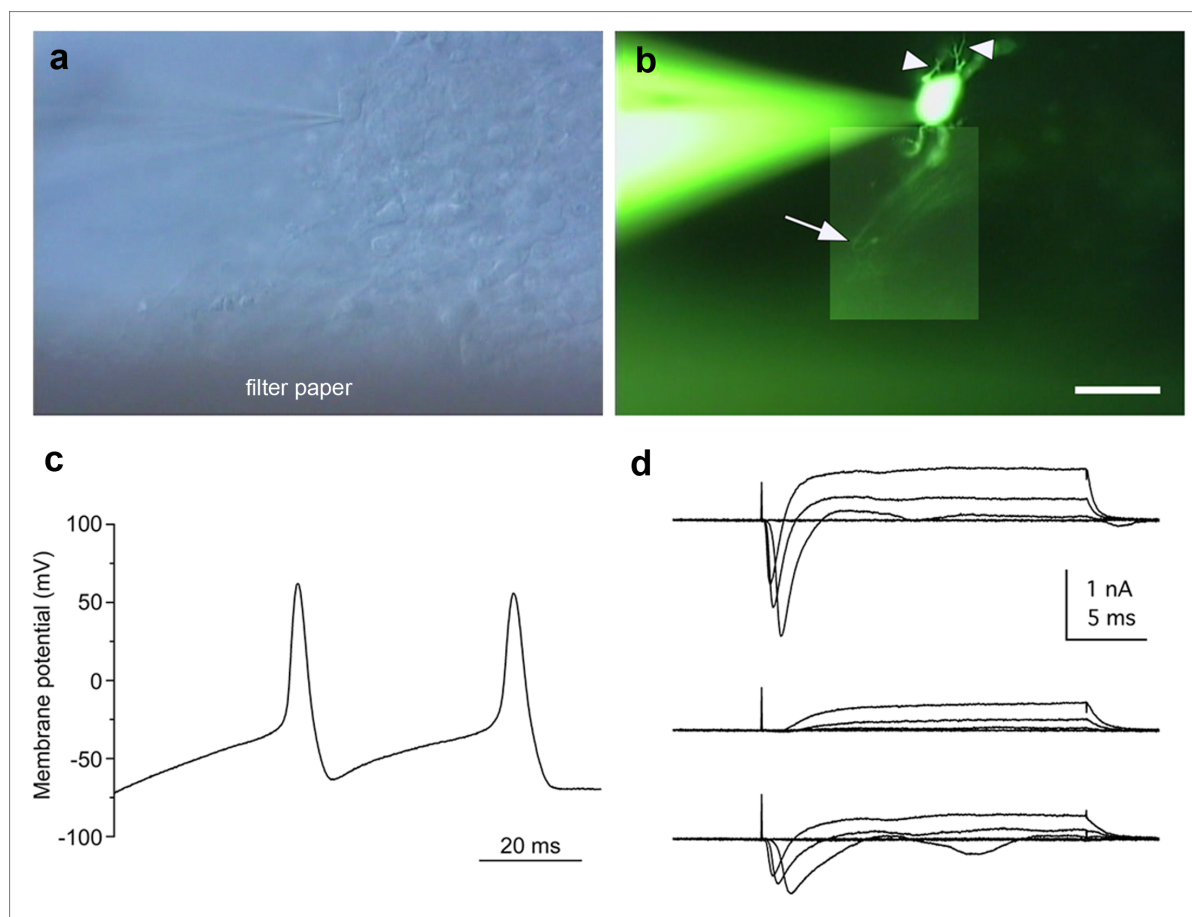 a
b
filter paper
c
d
100
50
0
-50
-100
Membrane potential (mV)
20 ms
1 nA
5 ms